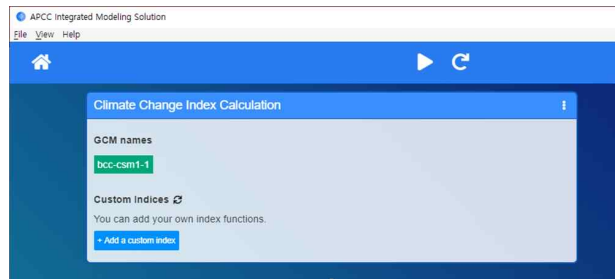 APCC Integrated Modeling Solution
File View Help
Climate Change Index Calculation
GCM names
bcc-csm1-1
Custom Indices
You can add your own index functions.
+ Add a custom index